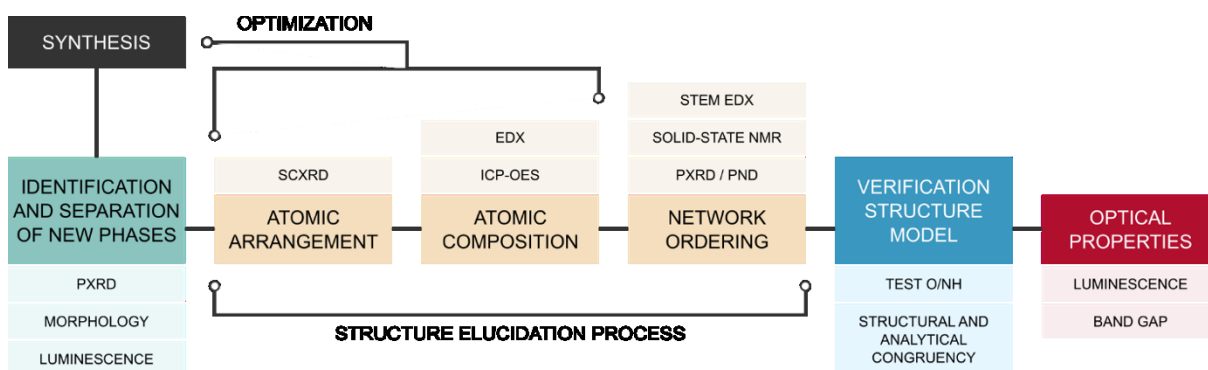 OPTIMIZATION
SYNTHESIS
IDENTIFICATION
AND SEPARATION
OF NEW PHASES
PXRD
MORPHOLOGY
LUMINESCENCE
SCXRD
ATOMIC
ARRANGEMENT
EDX
ICP-OES
ATOMIC
COMPOSITION
STEM EDX
SOLID-STATE NMR
PXRD / PND
NETWORK
ORDERING
STRUCTURE ELUCIDATION PROCESS
VERIFICATION
STRUCTURE
MODEL
TEST O/NH
STRUCTURAL AND
ANALYTICAL
CONGRUENCY
OPTICAL
PROPERTIES
LUMINESCENCE
BAND GAP